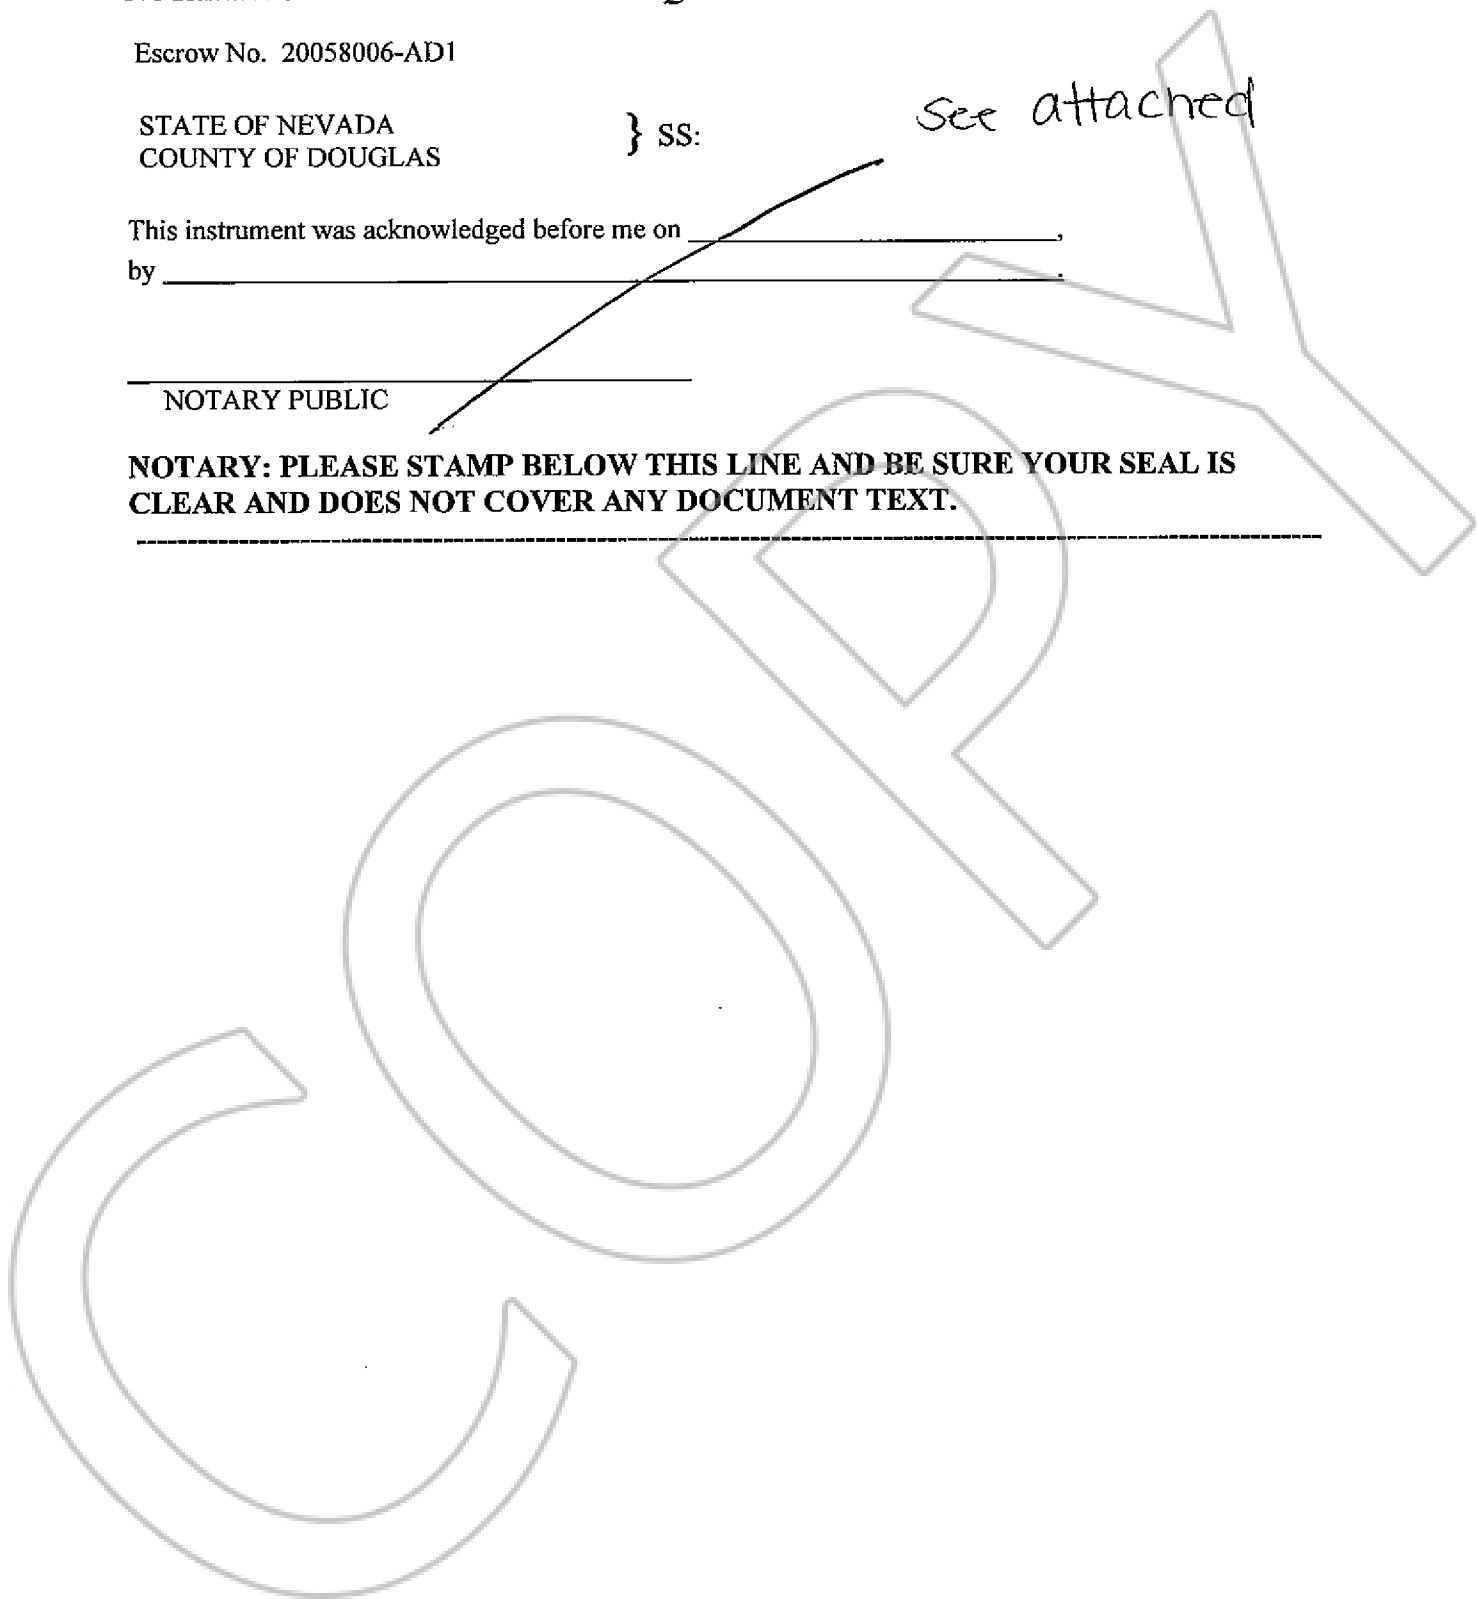 Escrow No. 20058006-AD1
see attached
STATE OF NEVADA
COUNTY OF DOUGLAS
} SS:
This instrument was acknowledged before me on ____________________,
by ____________________.
NOTARY PUBLIC
NOTARY: PLEASE STAMP BELOW THIS LINE AND BE SURE YOUR SEAL IS
CLEAR AND DOES NOT COVER ANY DOCUMENT TEXT.
COPY